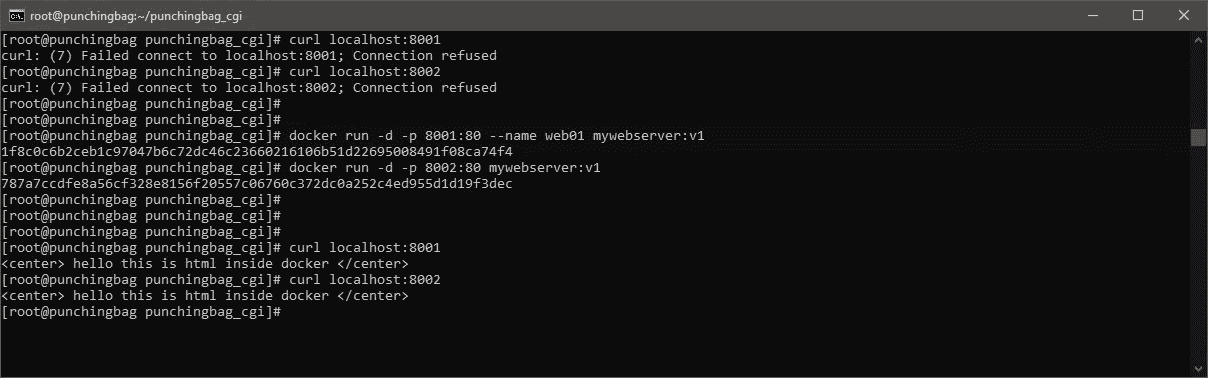 root@punchingbag:~/punchingbag_cgi
[root@punchingbag punchingbag_cgi]# curl localhost:8001
curl: (7) Failed connect to localhost:8001; Connection refused
[root@punchingbag punchingbag_cgi]# curl localhost:8002
curl: (7) Failed connect to localhost:8002; Connection refused
[root@punchingbag punchingbag_cgi]#
[root@punchingbag punchingbag_cgi]#
[root@punchingbag punchingbag_cgi]# docker run -d -p 8001:80 --name web01 mywebserver:v1
1f8c0c6b2ceb1c97047b6c72dc46c23660216106b51d22695008491f08ca74f4
[root@punchingbag punchingbag_cgi]# docker run -d -p 8002:80 mywebserver:v1
787a7ccdfe8a56cf328e8156f20557c06760c372dc0a252c4ed955d1d19f3dec
[root@punchingbag punchingbag_cgi]#
[root@punchingbag punchingbag_cgi]#
[root@punchingbag punchingbag_cgi]#
[root@punchingbag punchingbag_cgi]# curl localhost:8001
<center> hello this is html inside docker </center>
[root@punchingbag punchingbag_cgi]# curl localhost:8002
<center> hello this is html inside docker </center>
[root@punchingbag punchingbag_cgi]#